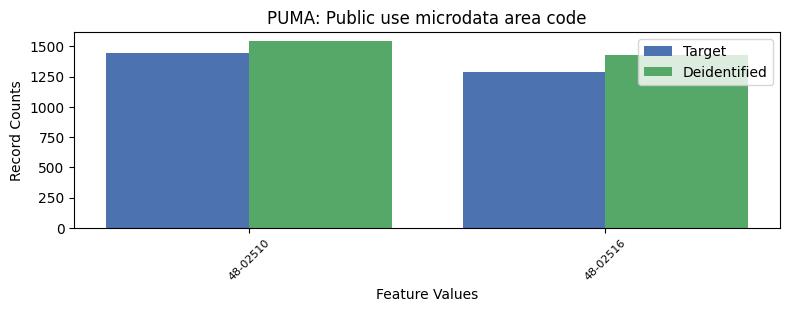 PUMA: Public use microdata area code
Target
Deidentified
Record Counts
1500
1250
1000
750
500
250
0
48-02510
48-02516
Feature Values